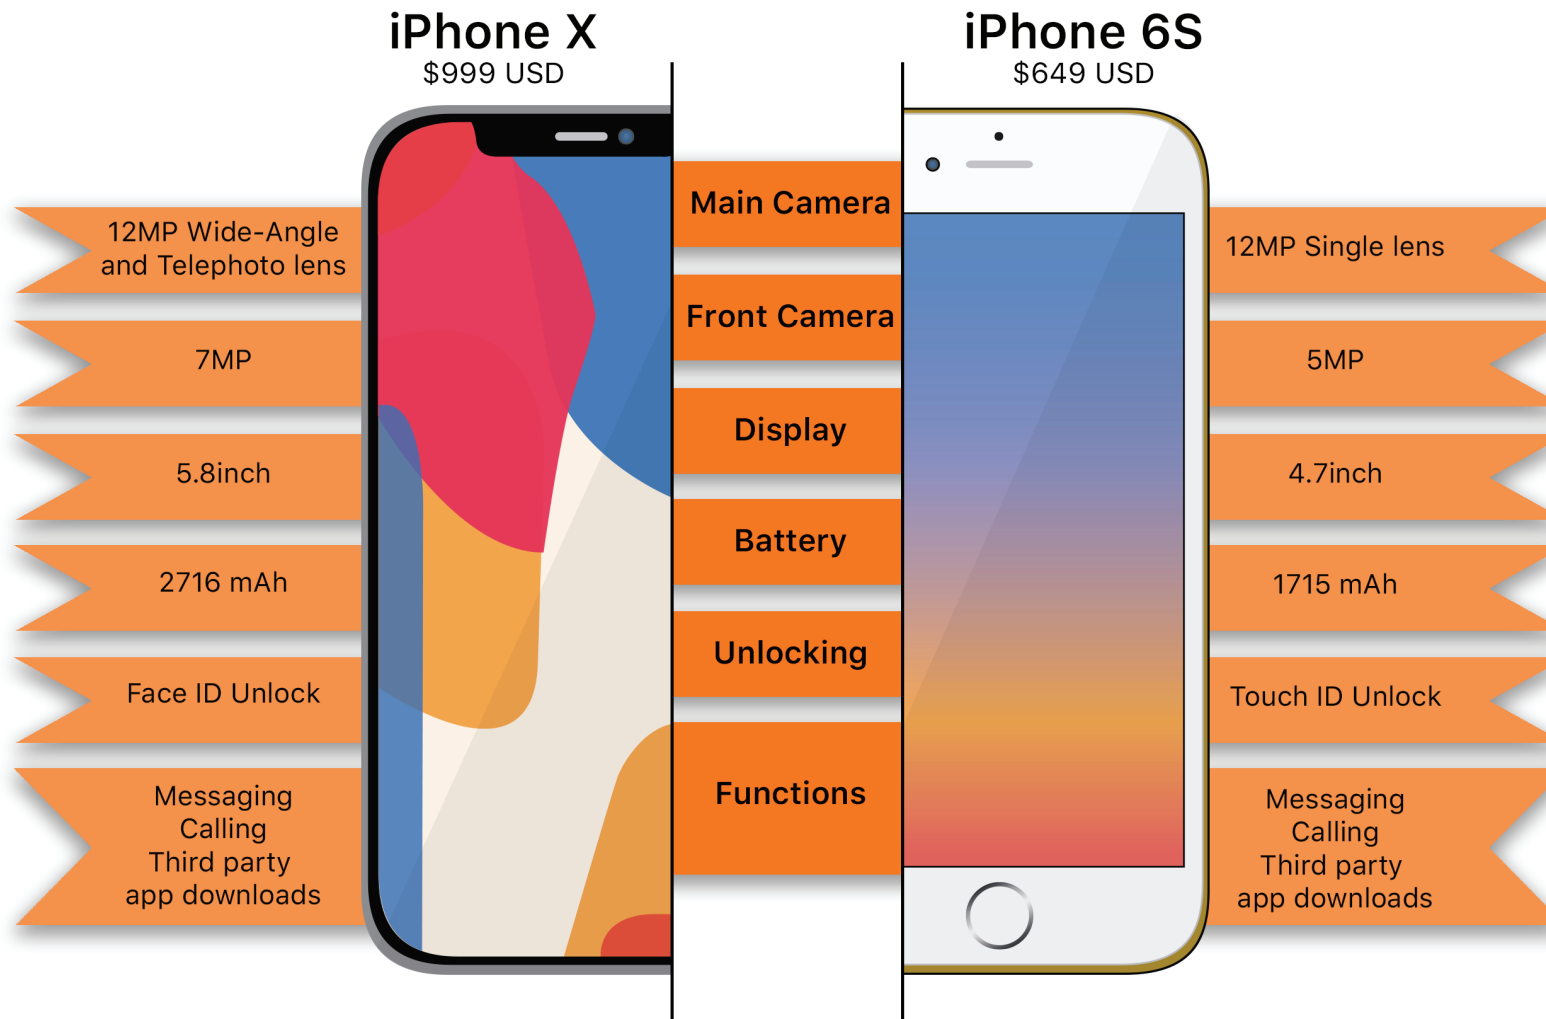 iPhone X
$999 USD
iPhone 6S
$649 USD
Main Camera
12MP Wide-Angle
and Telephoto lens
12MP Single lens
Front Camera
7MP
5MP
Display
5.8inch
4.7inch
Battery
2716 mAh
1715 mAh
Unlocking
Face ID Unlock
Touch ID Unlock
Functions
Messaging
Calling
Third party
app downloads
Messaging
Calling
Third party
app downloads